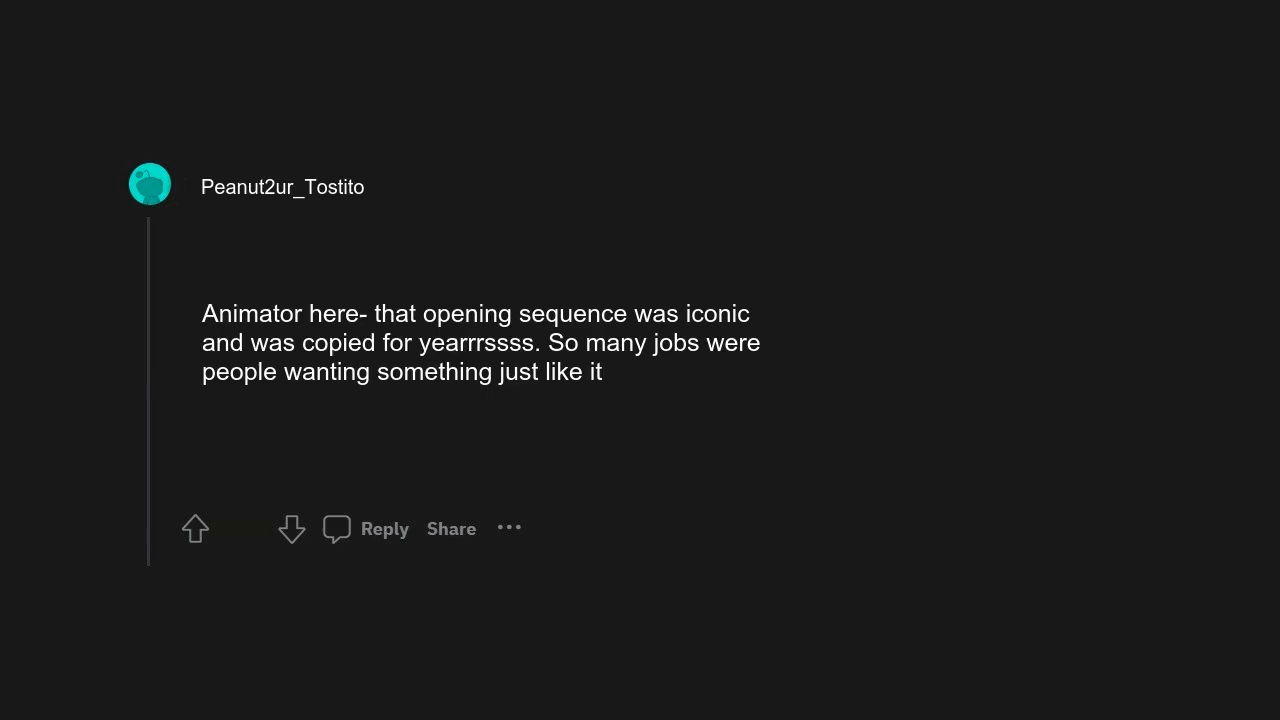 Peanut2ur_Tostito
Animator here- that opening sequence was iconic
and was copied for yearrrssss. So many jobs were
people wanting something just like it
Reply Share